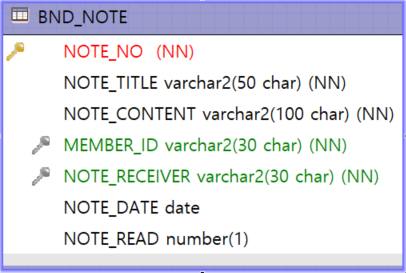 BND_NOTE
NOTE_NO (NN)
NOTE_TITLE varchar2(50 char) (NN)
NOTE_CONTENT varchar2(100 char) (NN)
MEMBER_ID varchar2(30 char) (NN)
NOTE_RECEIVER varchar2(30 char) (NN)
NOTE_DATE date
NOTE_READ number(1)